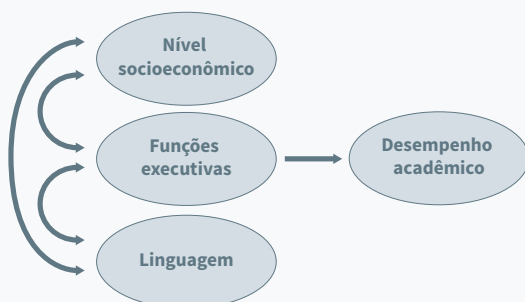 Nível
socioeconômico
Funções
executivas
Desempenho
acadêmico
Linguagem